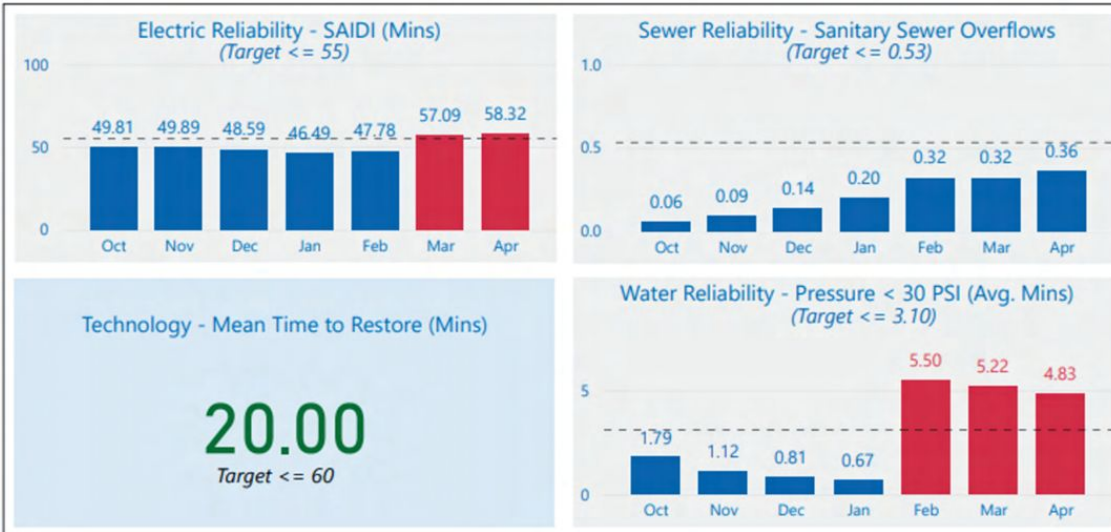 Electric Reliability - SAIDI (Mins)
(Target <= 55)
100
50
0
49.81 49.89 48.59 46.49 47.78 57.09 58.32
Oct Nov Dec Jan Feb Mar Apr
Sewer Reliability - Sanitary Sewer Overflows
(Target <= 0.53)
1.0
0.5
0.0
0.06 0.09 0.14 0.20 0.32 0.32 0.36
Oct Nov Dec Jan Feb Mar Apr
Technology - Mean Time to Restore (Mins)
20.00
Target <= 60
Water Reliability - Pressure < 30 PSI (Avg. Mins)
(Target <= 3.10)
5
0
1.79 1.12 0.81 0.67 5.50 5.22 4.83
Oct Nov Dec Jan Feb Mar Apr